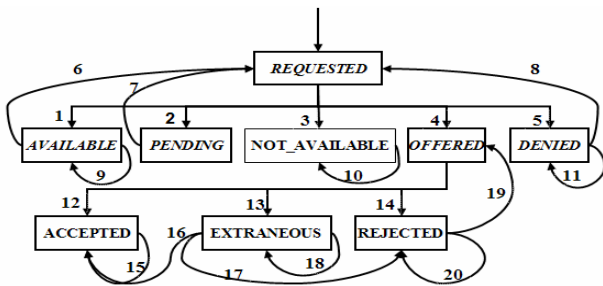 REQUESTED
6
7
8
1
2
3
4
5
AVAILABLE
PENDING
NOT_AVAILABLE
OFFERED
DENIED
9
10
11
12
13
14
19
ACCEPTED
16
EXTRANEOUS
REJECTED
15
17
18
20